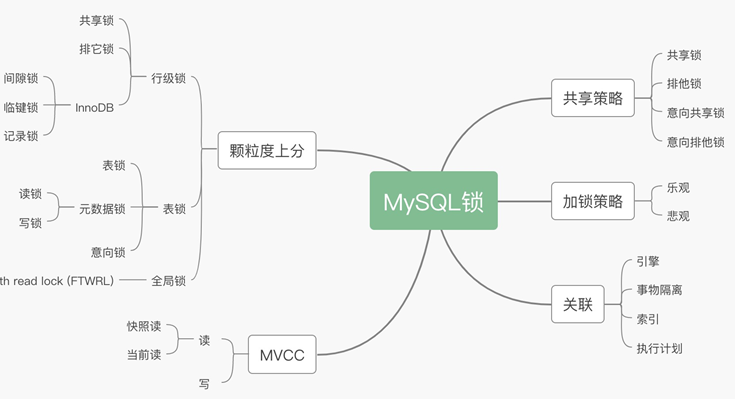 MySQL锁
共享策略
共享锁
排他锁
意向共享锁
意向排他锁
加锁策略
乐观
悲观
关联
引擎
事物隔离
索引
执行计划
颗粒度上分
行级锁
共享锁
排它锁
InnoDB
间隙锁
临键锁
记录锁
表锁
表锁
元数据锁
读锁
写锁
意向锁
全局锁
th read lock (FTWRL)
MVCC
读
快照读
当前读
写